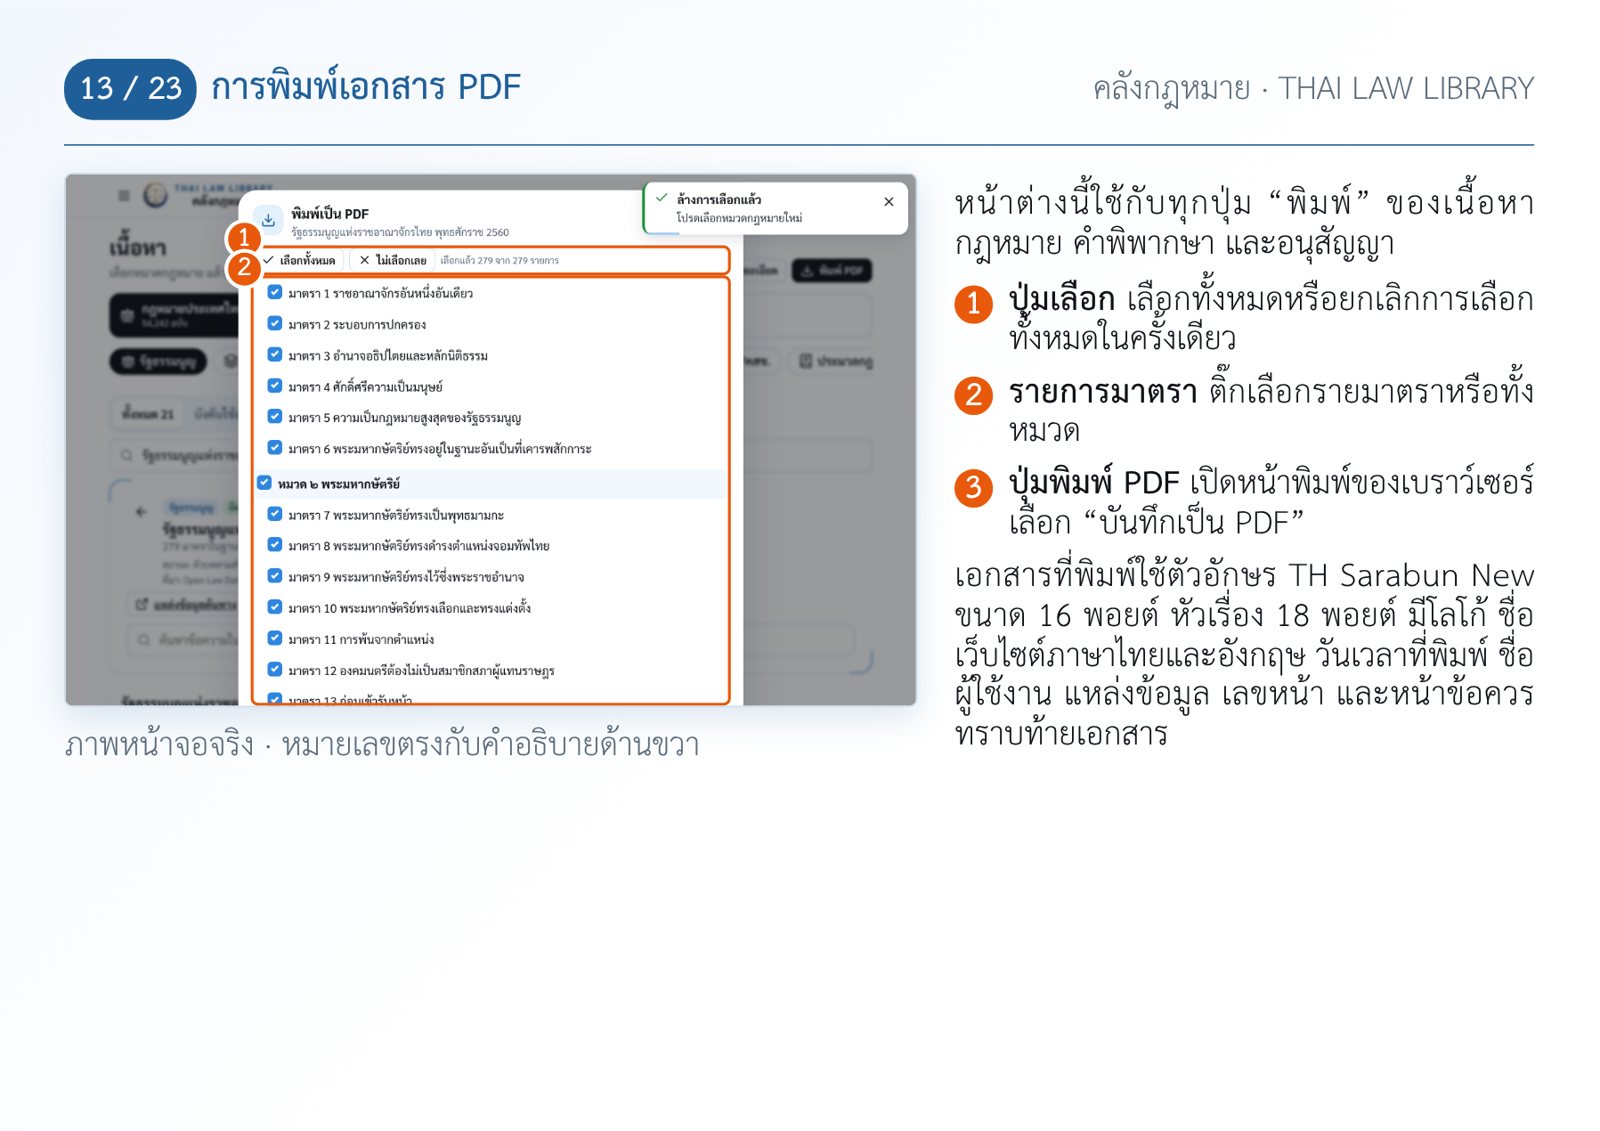 13 / 23 การพิมพ์เอกสาร PDF
คลังกฎหมาย · THAI LAW LIBRARY
THAI LAW LIBRARY
เนื้อหา
54,242 ฉบับ
รัฐธรรมนูญ
ทั้งหมด 21
พิมพ์ PDF
พิมพ์เป็น PDF
รัฐธรรมนูญแห่งราชอาณาจักรไทย พุทธศักราช 2560
ล้างการเลือกแล้ว
โปรดเลือกหมวดกฎหมายใหม่
1
2
เลือกทั้งหมด ไม่เลือกเลย เลือกแล้ว 279 จาก 279 รายการ
มาตรา 1 ราชอาณาจักรอันหนึ่งอันเดียว
มาตรา 2 ระบอบการปกครอง
มาตรา 3 อำนาจอธิปไตยและหลักนิติธรรม
มาตรา 4 ศักดิ์ศรีความเป็นมนุษย์
มาตรา 5 ความเป็นกฎหมายสูงสุดของรัฐธรรมนูญ
มาตรา 6 พระมหากษัตริย์ทรงอยู่ในฐานะอันเป็นที่เคารพสักการะ
หมวด ๒ พระมหากษัตริย์
มาตรา 7 พระมหากษัตริย์ทรงเป็นพุทธมามกะ
มาตรา 8 พระมหากษัตริย์ทรงดำรงตำแหน่งจอมทัพไทย
มาตรา 9 พระมหากษัตริย์ทรงไว้ซึ่งพระราชอำนาจ
มาตรา 10 พระมหากษัตริย์ทรงเลือกและทรงแต่งตั้ง
มาตรา 11 การพ้นจากตำแหน่ง
มาตรา 12 องคมนตรีต้องไม่เป็นสมาชิกสภาผู้แทนราษฎร
มาตรา 13 ก่อนเข้ารับหน้า
ภาพหน้าจอจริง · หมายเลขตรงกับคำอธิบายด้านขวา
หน้าต่างนี้ใช้กับทุกปุ่ม “พิมพ์” ของเนื้อหา
กฎหมาย คำพิพากษา และอนุสัญญา
1 ปุ่มเลือก เลือกทั้งหมดหรือยกเลิกการเลือก
ทั้งหมดในครั้งเดียว
2 รายการมาตรา ติ๊กเลือกรายมาตราหรือทั้ง
หมวด
3 ปุ่มพิมพ์ PDF เปิดหน้าพิมพ์ของเบราว์เซอร์
เลือก “บันทึกเป็น PDF”
เอกสารที่พิมพ์ใช้ตัวอักษร TH Sarabun New
ขนาด 16 พอยต์ หัวเรื่อง 18 พอยต์ มีโลโก้ ชื่อ
เว็บไซต์ภาษาไทยและอังกฤษ วันเวลาที่พิมพ์ ชื่อ
ผู้ใช้งาน แหล่งข้อมูล เลขหน้า และหน้าข้อควร
ทราบท้ายเอกสาร